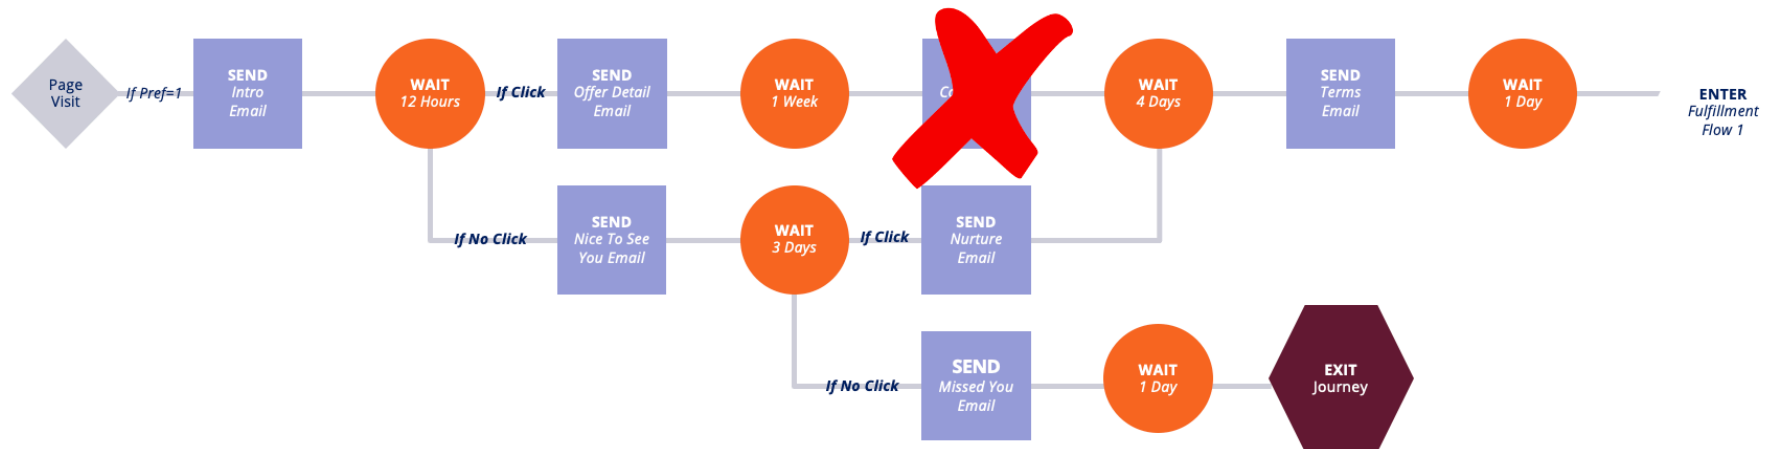 Page
Visit
If Pref=1
SEND
Intro
Email
WAIT
12 Hours
If Click
SEND
Offer Detail
Email
WAIT
1 Week
WAIT
4 Days
SEND
Terms
Email
WAIT
1 Day
ENTER
Fulfillment
Flow 1
If No Click
SEND
Nice To See
You Email
WAIT
3 Days
If Click
SEND
Nurture
Email
If No Click
SEND
Missed You
Email
WAIT
1 Day
EXIT
Journey